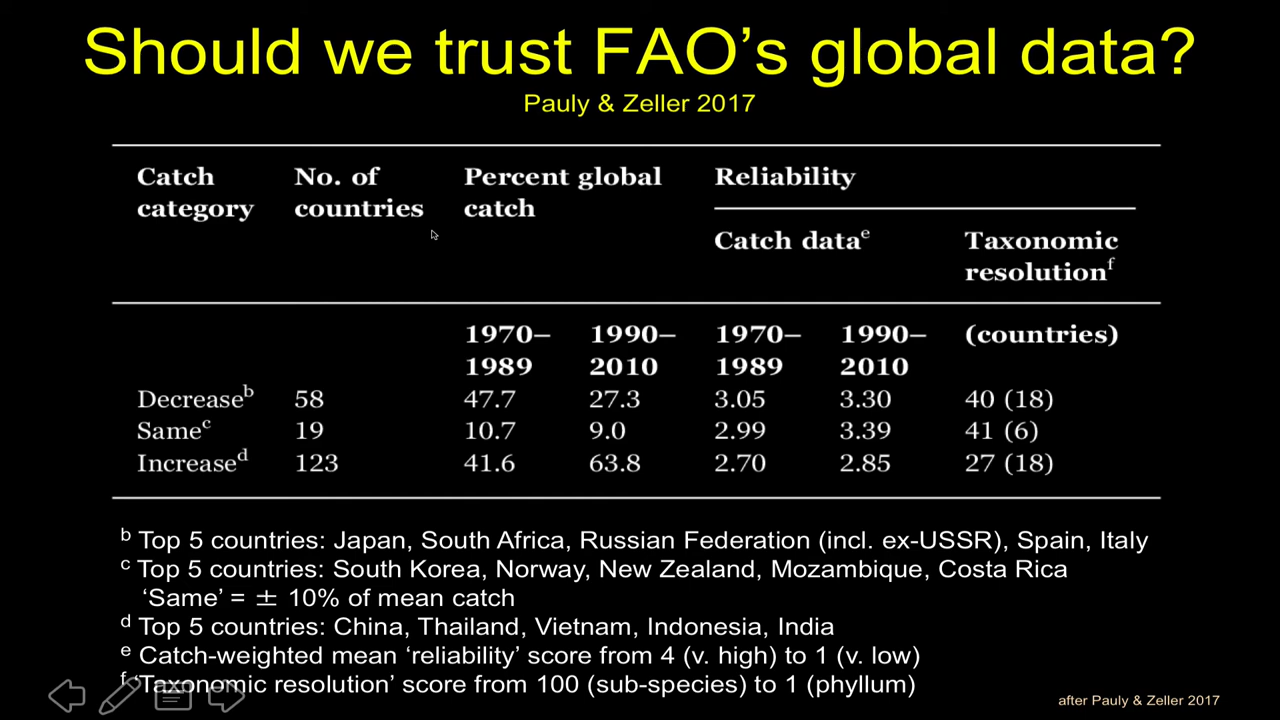 Should we trust FAO’s global data?
Pauly & Zeller 2017
Catch category
No. of countries
Percent global catch
Reliability
Catch dataᵉ
Taxonomic resolutionᶠ
1970–1989 1990–2010 1970–1989 1990–2010 (countries)
Decreaseᵇ 58 47.7 27.3 3.05 3.30 40 (18)
Sameᶜ 19 10.7 9.0 2.99 3.39 41 (6)
Increaseᵈ 123 41.6 63.8 2.70 2.85 27 (18)
ᵇ Top 5 countries: Japan, South Africa, Russian Federation (incl. ex-USSR), Spain, Italy
ᶜ Top 5 countries: South Korea, Norway, New Zealand, Mozambique, Costa Rica
‘Same’ = ± 10% of mean catch
ᵈ Top 5 countries: China, Thailand, Vietnam, Indonesia, India
ᵉ Catch-weighted mean ‘reliability’ score from 4 (v. high) to 1 (v. low)
ᶠ ‘Taxonomic resolution’ score from 100 (sub-species) to 1 (phyllum)
after Pauly & Zeller 2017